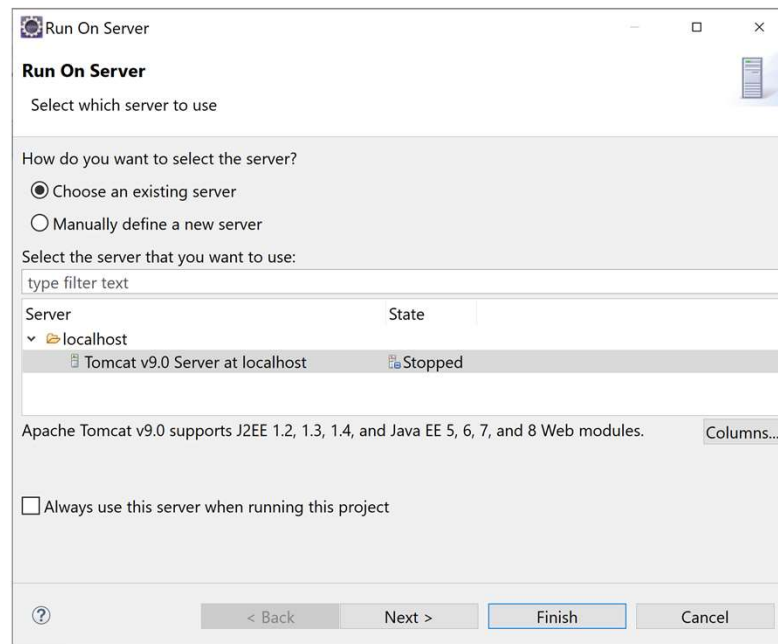 Run On Server
Run On Server
Select which server to use
How do you want to select the server?
Choose an existing server
Manually define a new server
Select the server that you want to use:
type filter text
Server State
localhost
Tomcat v9.0 Server at localhost Stopped
Apache Tomcat v9.0 supports J2EE 1.2, 1.3, 1.4, and Java EE 5, 6, 7, and 8 Web modules. Columns...
Always use this server when running this project
? < Back Next > Finish Cancel